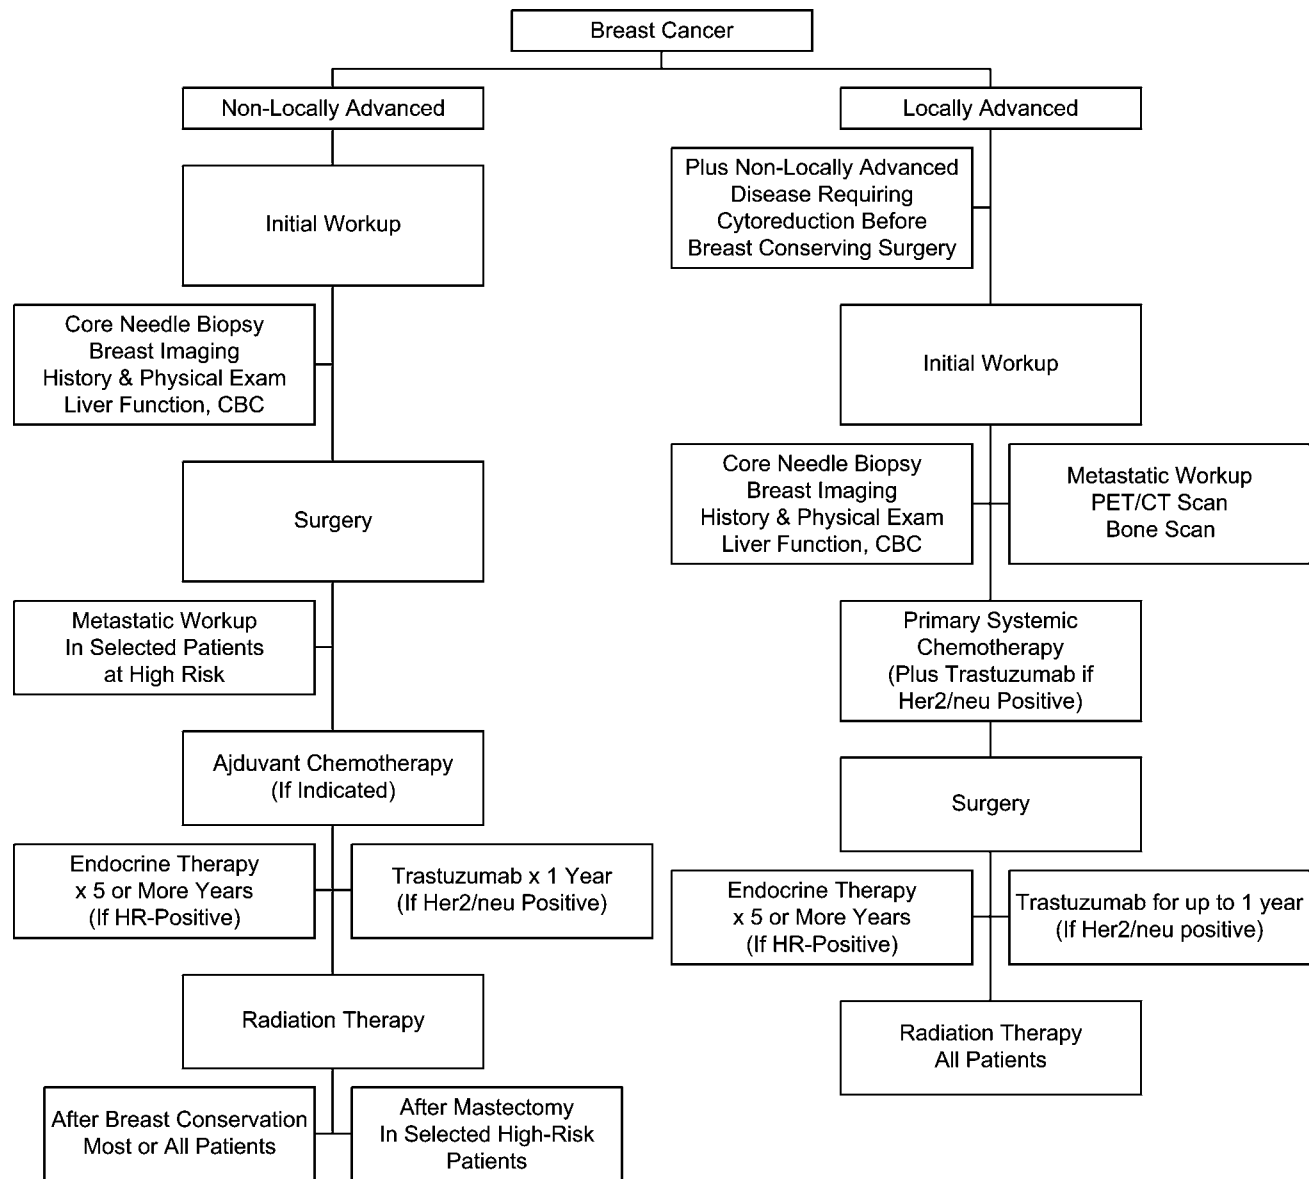 Breast Cancer
Non-Locally Advanced
Initial Workup
Core Needle Biopsy
Breast Imaging
History & Physical Exam
Liver Function, CBC
Surgery
Metastatic Workup
In Selected Patients
at High Risk
Ajduvant Chemotherapy
(If Indicated)
Endocrine Therapy
x 5 or More Years
(If HR-Positive)
Trastuzumab x 1 Year
(If Her2/neu Positive)
Radiation Therapy
After Breast Conservation
Most or All Patients
After Mastectomy
In Selected High-Risk
Patients
Locally Advanced
Plus Non-Locally Advanced
Disease Requiring
Cytoreduction Before
Breast Conserving Surgery
Initial Workup
Core Needle Biopsy
Breast Imaging
History & Physical Exam
Liver Function, CBC
Metastatic Workup
PET/CT Scan
Bone Scan
Primary Systemic
Chemotherapy
(Plus Trastuzumab if
Her2/neu Positive)
Surgery
Endocrine Therapy
x 5 or More Years
(If HR-Positive)
Trastuzumab for up to 1 year
(If Her2/neu positive)
Radiation Therapy
All Patients